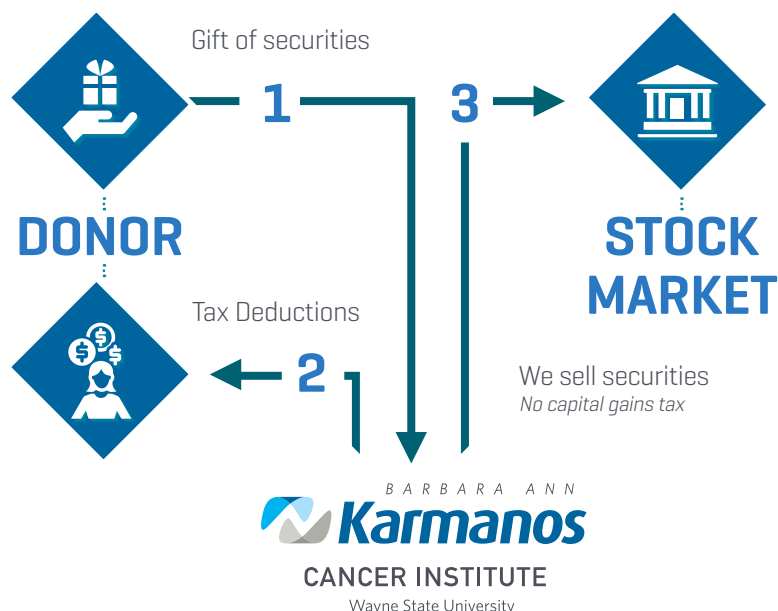 Gift of securities
1
3
DONOR
STOCK
MARKET
Tax Deductions
2
We sell securities
No capital gains tax
BARBARA ANN
Karmanos
CANCER INSTITUTE
Wayne State University